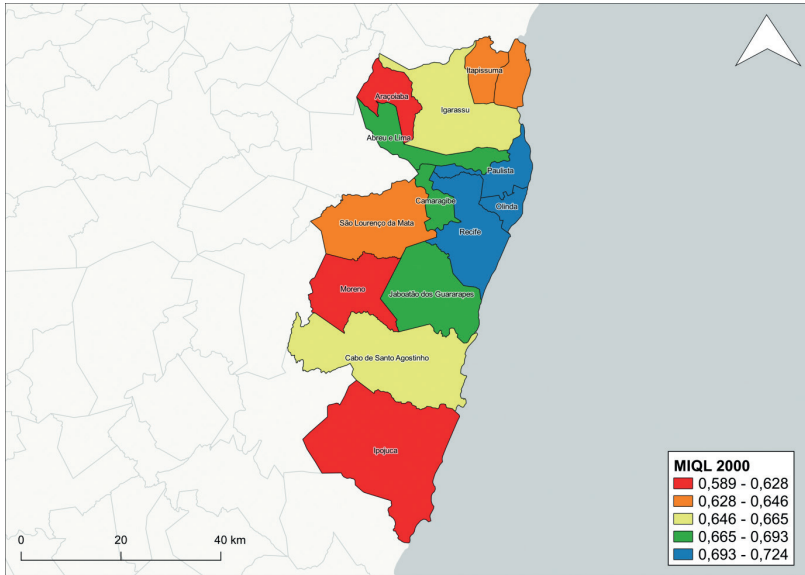 Itapissuma
Araçoiaba
Igarassu
Abreu e Lima
Paulista
Camaragibe
Olinda
São Lourenço da Mata
Recife
Moreno
Jaboatão dos Guararapes
Cabo de Santo Agostinho
Ipojuca
MIQL 2000
0,589 - 0,628
0,628 - 0,646
0,646 - 0,665
0,665 - 0,693
0,693 - 0,724
0 20 40 km